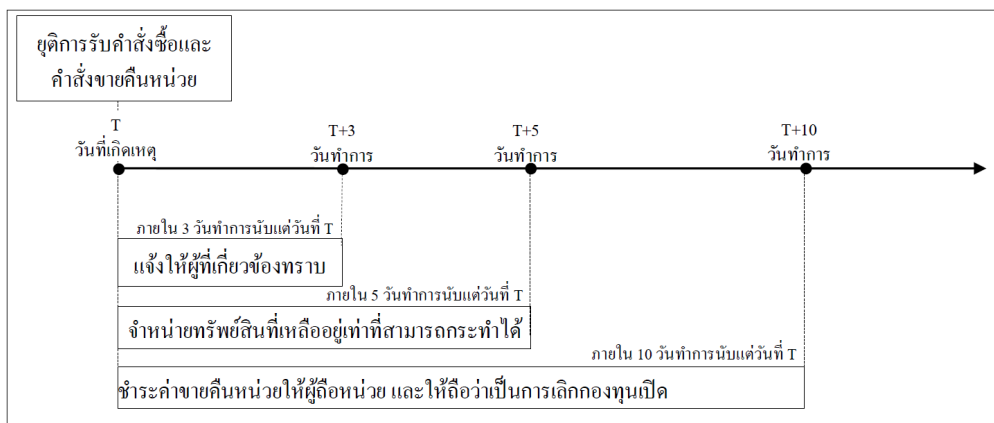 ยุติการรับคำสั่งซื้อและ
คำสั่งขายคืนหน่วย
T
วันที่เกิดเหตุ
T+3
วันทำการ
T+5
วันทำการ
T+10
วันทำการ
ภายใน 3 วันทำการนับแต่วันที่ T
แจ้งให้ผู้ที่เกี่ยวข้องทราบ
ภายใน 5 วันทำการนับแต่วันที่ T
จำหน่ายทรัพย์สินที่เหลืออยู่เท่าที่สามารถกระทำได้
ภายใน 10 วันทำการนับแต่วันที่ T
ชำระค่าขายคืนหน่วยให้ผู้ถือหน่วย และให้ถือว่าเป็นการเลิกกองทุนเปิด